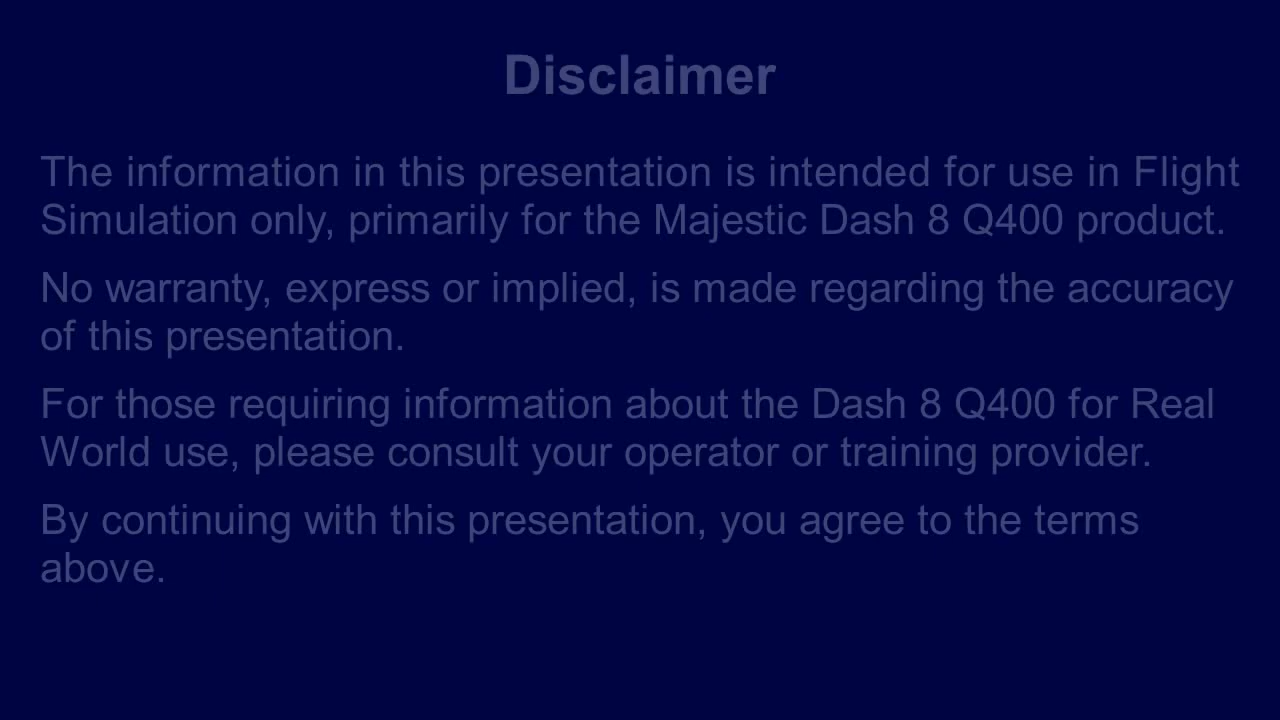 Disclaimer
The information in this presentation is intended for use in Flight
Simulation only, primarily for the Majestic Dash 8 Q400 product.
No warranty, express or implied, is made regarding the accuracy
of this presentation.
For those requiring information about the Dash 8 Q400 for Real
World use, please consult your operator or training provider.
By continuing with this presentation, you agree to the terms
above.